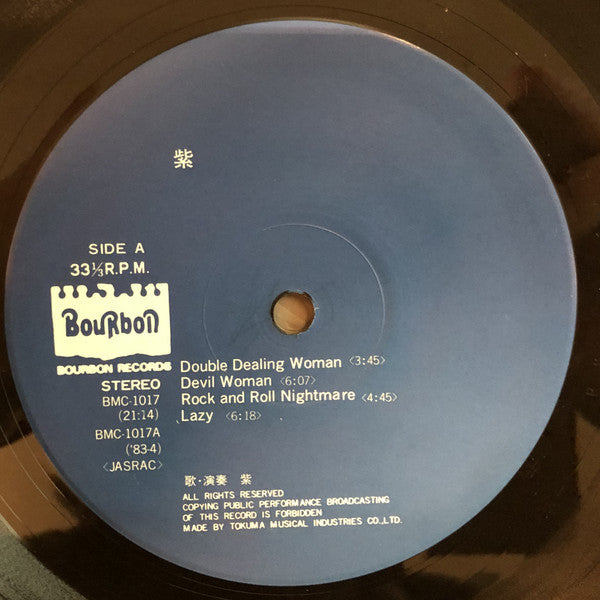 紫
SIDE A
33⅓ R.P.M.
BouRbon
BOURBON RECORDS
STEREO
BMC-1017
(21:14)
BMC-1017A
('83·4)
<JASRAC>
Double Dealing Woman <3:45>
Devil Woman <6:07>
Rock and Roll Nightmare <4:45>
Lazy <6:18>
歌·演奏 紫
ALL RIGHTS RESERVED
COPYING PUBLIC PERFORMANCE BROADCASTING
OF THIS RECORD IS FORBIDDEN
MADE BY TOKUMA MUSICAL INDUSTRIES CO.,LTD.